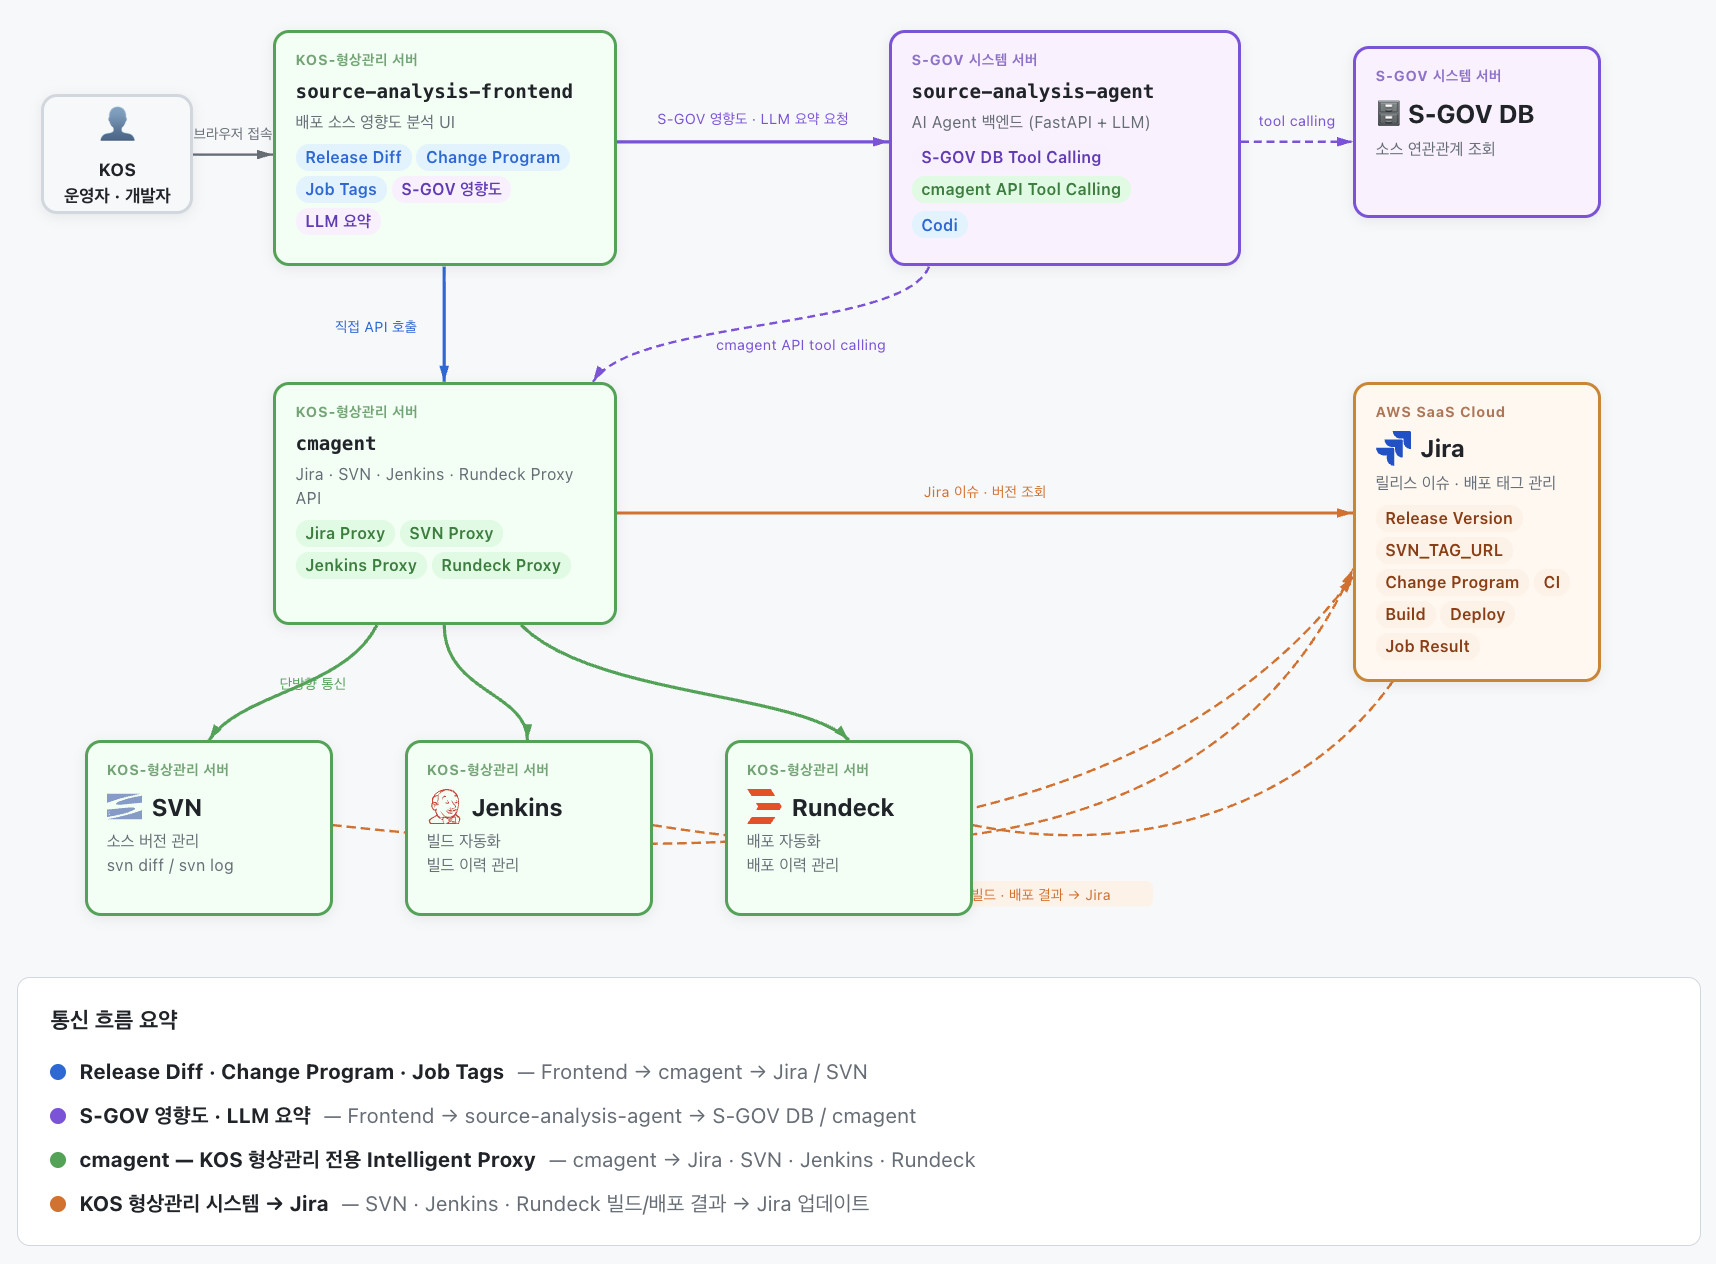 KOS
운영자 · 개발자
브라우저 접속
KOS-형상관리 서버
source-analysis-frontend
배포 소스 영향도 분석 UI
Release Diff
Change Program
Job Tags
S-GOV 영향도
LLM 요약
S-GOV 영향도 · LLM 요약 요청
S-GOV 시스템 서버
source-analysis-agent
AI Agent 백엔드 (FastAPI + LLM)
S-GOV DB Tool Calling
cmagent API Tool Calling
Codi
tool calling
S-GOV 시스템 서버
S-GOV DB
소스 연관관계 조회
직접 API 호출
cmagent API tool calling
KOS-형상관리 서버
cmagent
Jira · SVN · Jenkins · Rundeck Proxy
API
Jira Proxy
SVN Proxy
Jenkins Proxy
Rundeck Proxy
Jira 이슈 · 버전 조회
AWS SaaS Cloud
Jira
릴리스 이슈 · 배포 태그 관리
Release Version
SVN_TAG_URL
Change Program
CI
Build
Deploy
Job Result
단방향 통신
KOS-형상관리 서버
SVN
소스 버전 관리
svn diff / svn log
KOS-형상관리 서버
Jenkins
빌드 자동화
빌드 이력 관리
KOS-형상관리 서버
Rundeck
배포 자동화
배포 이력 관리
빌드 · 배포 결과 → Jira
통신 흐름 요약
Release Diff · Change Program · Job Tags — Frontend → cmagent → Jira / SVN
S-GOV 영향도 · LLM 요약 — Frontend → source-analysis-agent → S-GOV DB / cmagent
cmagent — KOS 형상관리 전용 Intelligent Proxy — cmagent → Jira · SVN · Jenkins · Rundeck
KOS 형상관리 시스템 → Jira — SVN · Jenkins · Rundeck 빌드/배포 결과 → Jira 업데이트